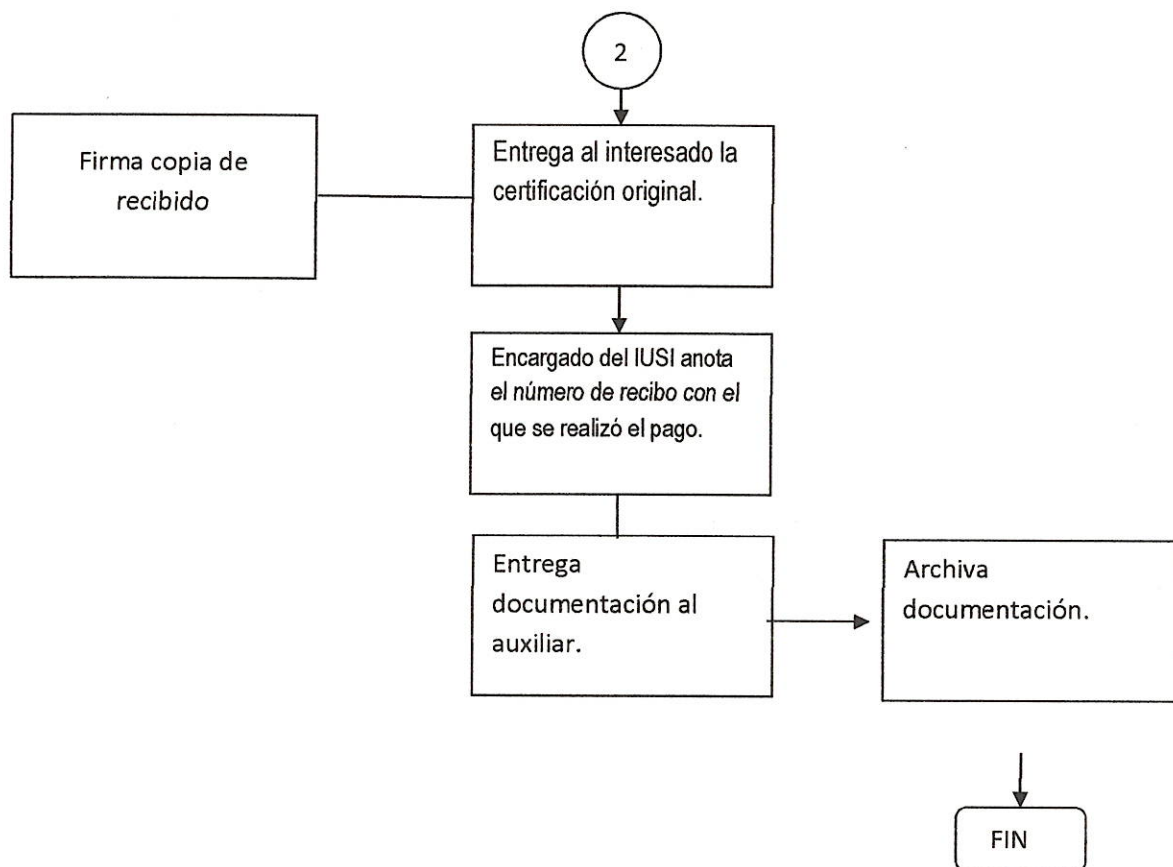 2
Firma copia de
recibido
Entrega al interesado la
certificación original.
Encargado del IUSI anota
el número de recibo con el
que se realizó el pago.
Entrega
documentación al
auxiliar.
Archiva
documentación.
FIN